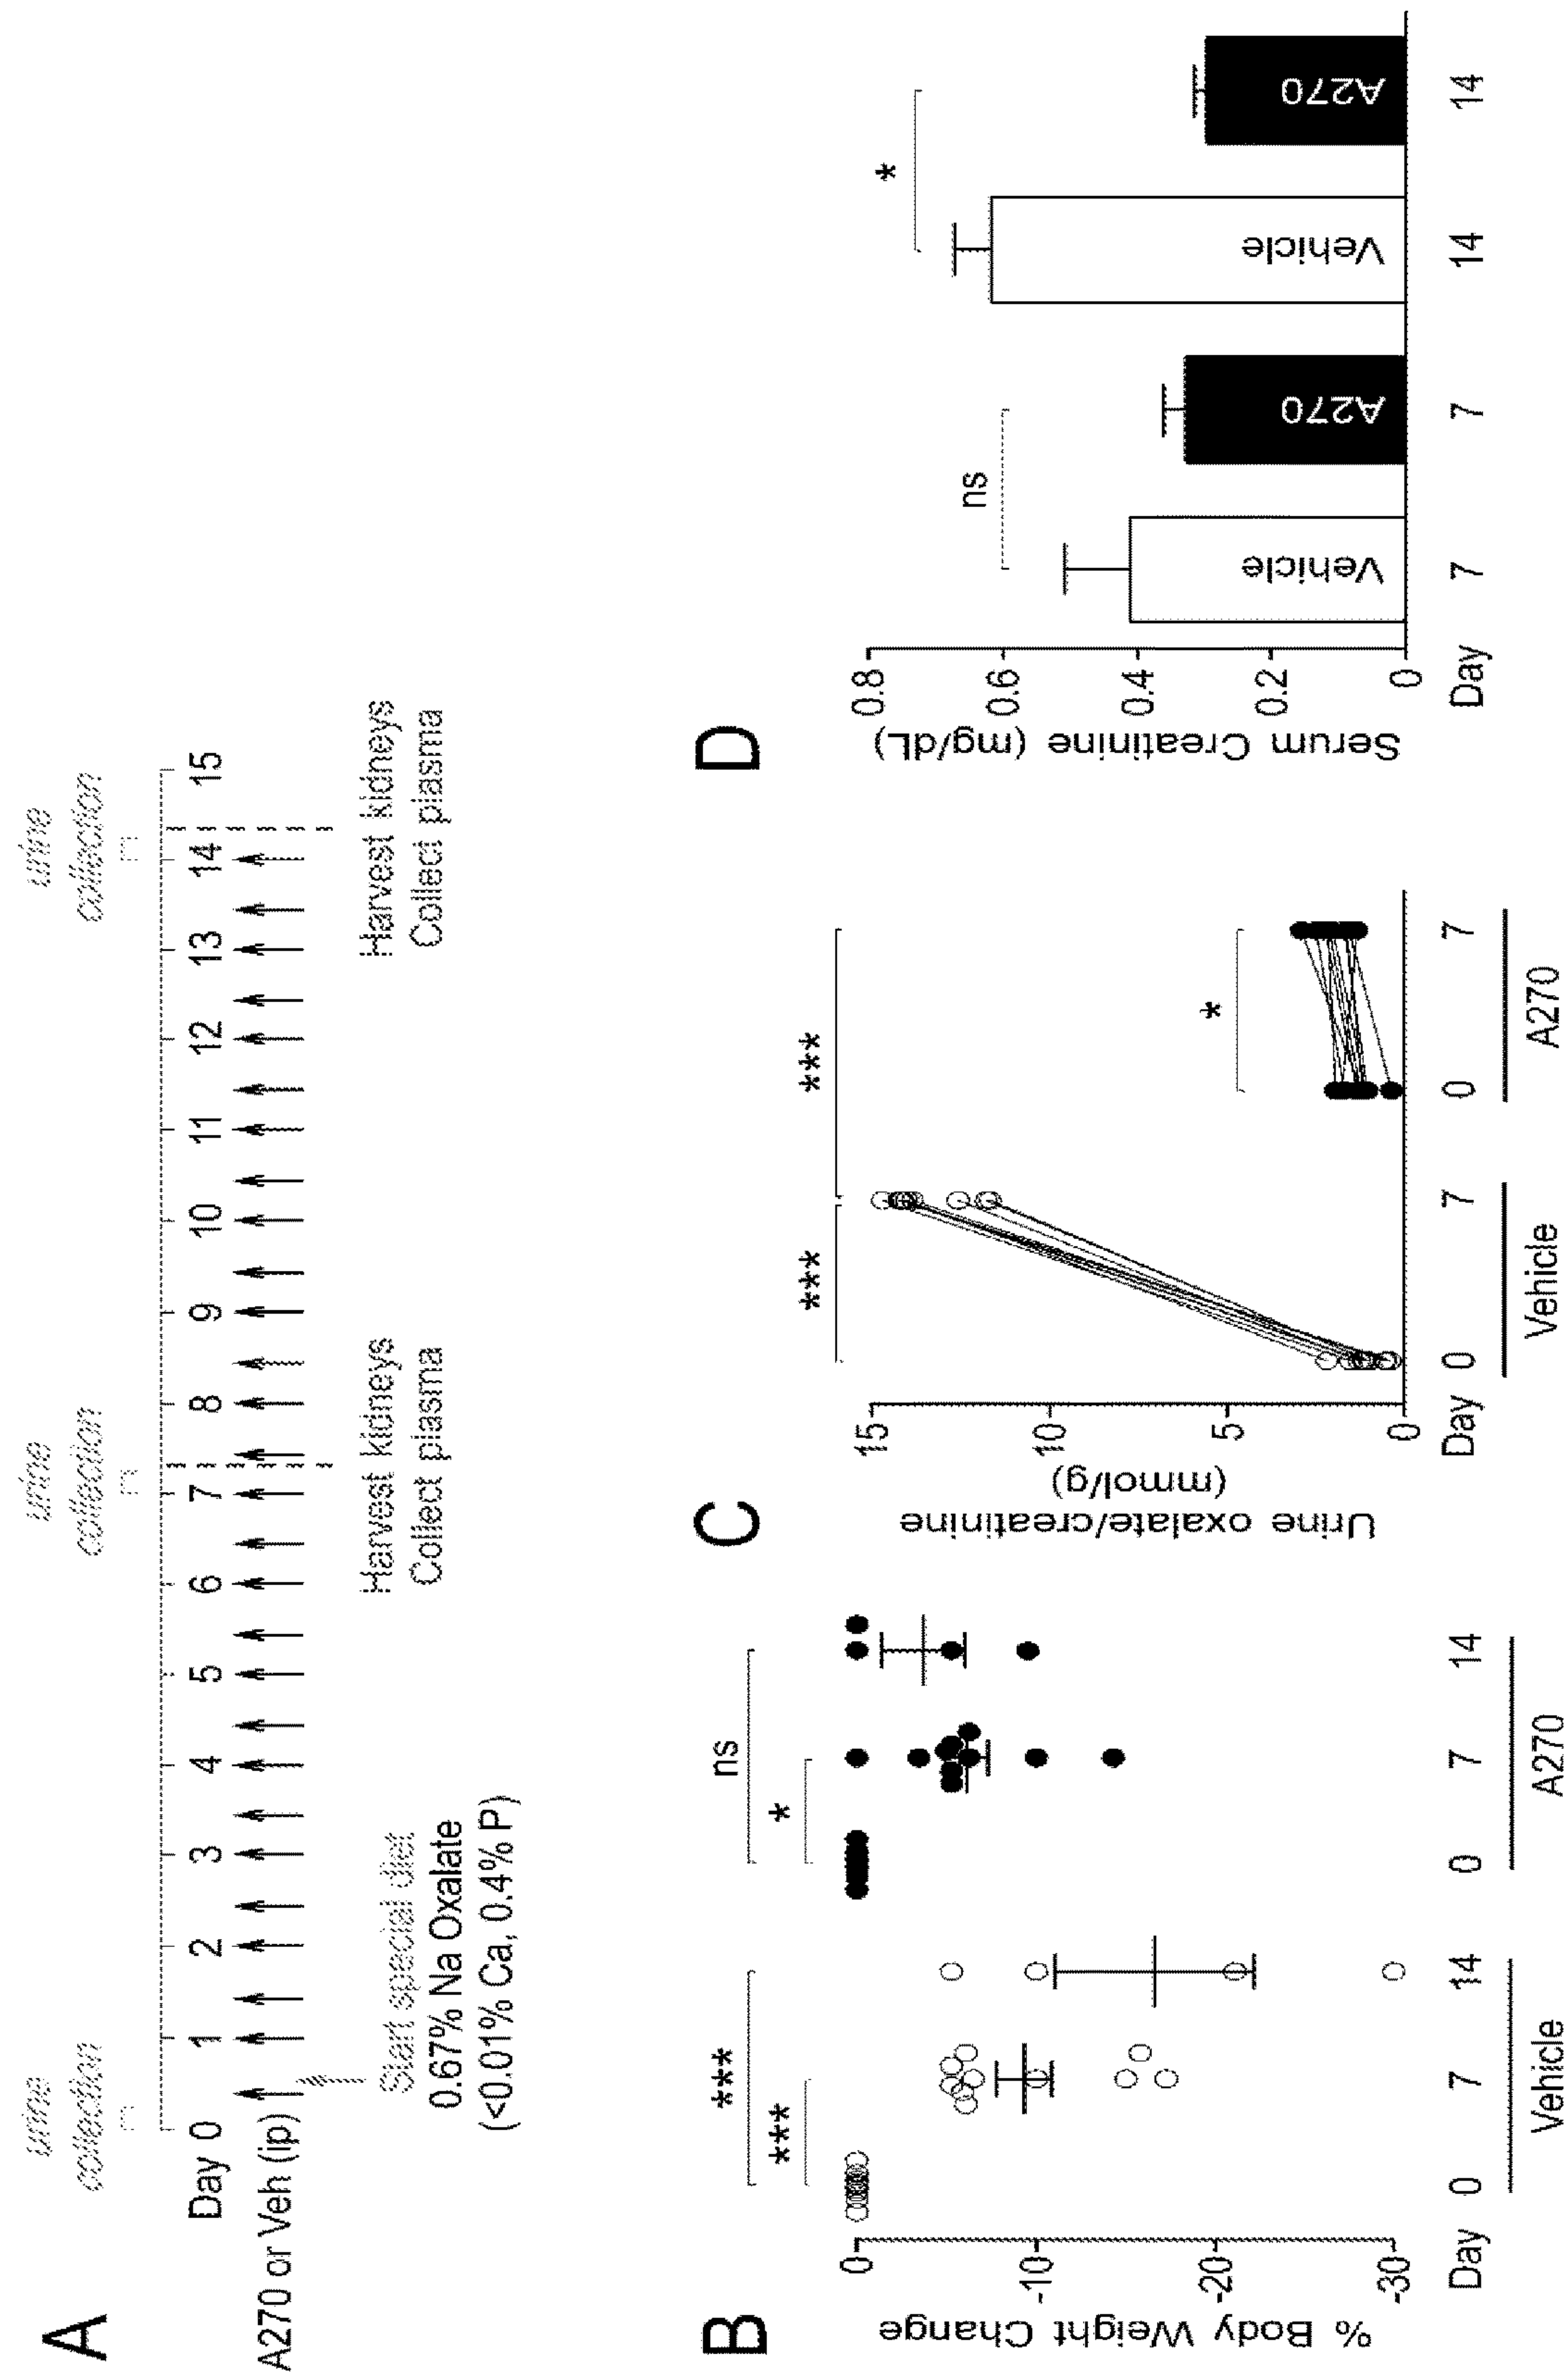 A
urine
collection
urine
collection
urine
collection
Day 0 1 2 3 4 5 6 7 8 9 10 11 12 13 14 15
A270 or Veh (ip)
Start special diet
0.67% Na Oxalate
(<0.01% Ca, 0.4% P)
Harvest kidneys
Collect plasma
Harvest kidneys
Collect plasma
B
% Body Weight Change
0
-10
-20
-30
***
***
ns
*
Day 0 7 14 0 7 14
Vehicle A270
C
Urine oxalate/creatinine
(mmol/g)
15
10
5
0
*** ***
*
Day 0 7 0 7
Vehicle A270
D
Serum Creatinine (mg/dL)
0.8
0.6
0.4
0.2
0
ns
*
Vehicle A270 Vehicle A270
Day 7 7 14 14